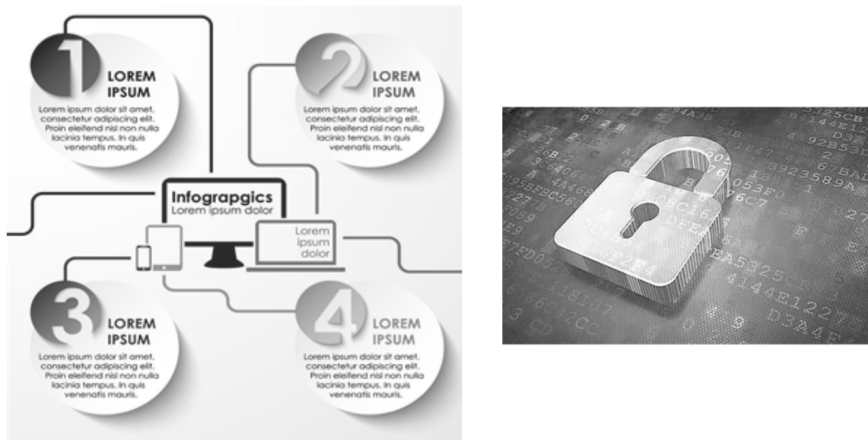 1
LOREM
IPSUM
Lorem ipsum dolor sit amet,
consectetur adipiscing elit.
Proin eleifend nisl non nulla
lacinia tempus. In quis
venenatis mauris.
2
LOREM
IPSUM
Lorem ipsum dolor sit amet,
consectetur adipiscing elit.
Proin eleifend nisl non nulla
lacinia tempus. In quis
venenatis mauris.
Infograpgics
Lorem ipsum dolor
Lorem
ipsum
dolor
3
LOREM
IPSUM
Lorem ipsum dolor sit amet,
consectetur adipiscing elit.
Proin eleifend nisl non nulla
lacinia tempus. In quis
venenatis mauris.
4
LOREM
IPSUM
Lorem ipsum dolor sit amet,
consectetur adipiscing elit.
Proin eleifend nisl non nulla
lacinia tempus. In quis
venenatis mauris.